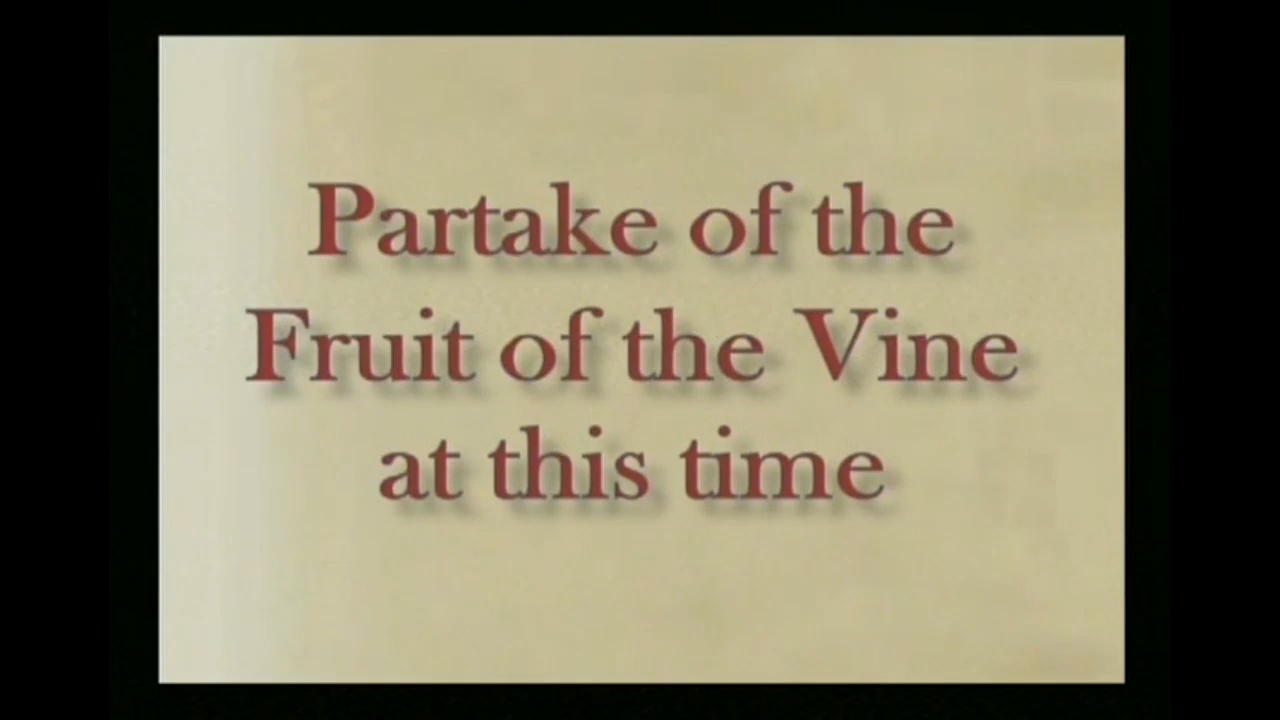 Partake of the
Fruit of the Vine
at this time